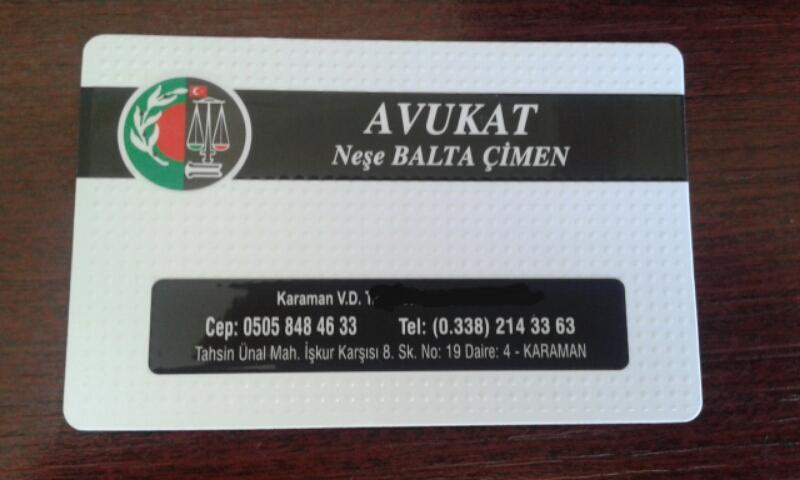 AVUKAT
Neşe BALTA ÇİMEN
Karaman V.D.
Cep: 0505 848 46 33 Tel: (0.338) 214 33 63
Tahsin Ünal Mah. İşkur Karşısı 8. Sk. No: 19 Daire: 4 - KARAMAN